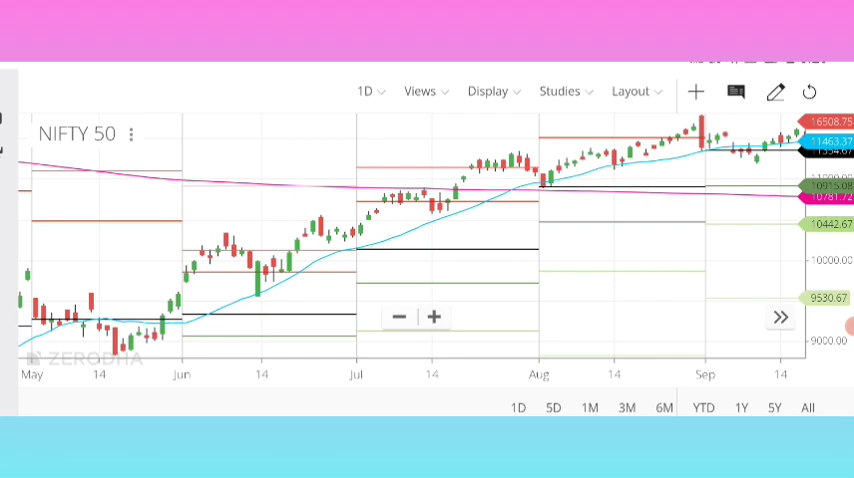 1D Views Display Studies Layout
NIFTY 50
16508.75
11463.37
11000.00
10915.08
10781.72
10442.67
10000.00
9530.67
9000.00
ZERODHA
May 14 Jun 14 Jul 14 Aug 14 Sep 14
1D 5D 1M 3M 6M YTD 1Y 5Y All